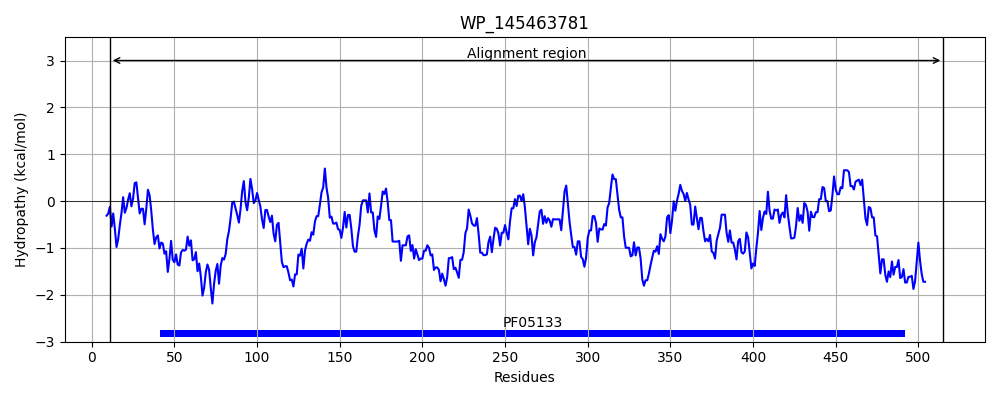 WP_145463781
Alignment region
Hydropathy (kcal/mol)
3
2
1
0
−1
−2
−3
PF05133
0 50 100 150 200 250 300 350 400 450 500
Residues